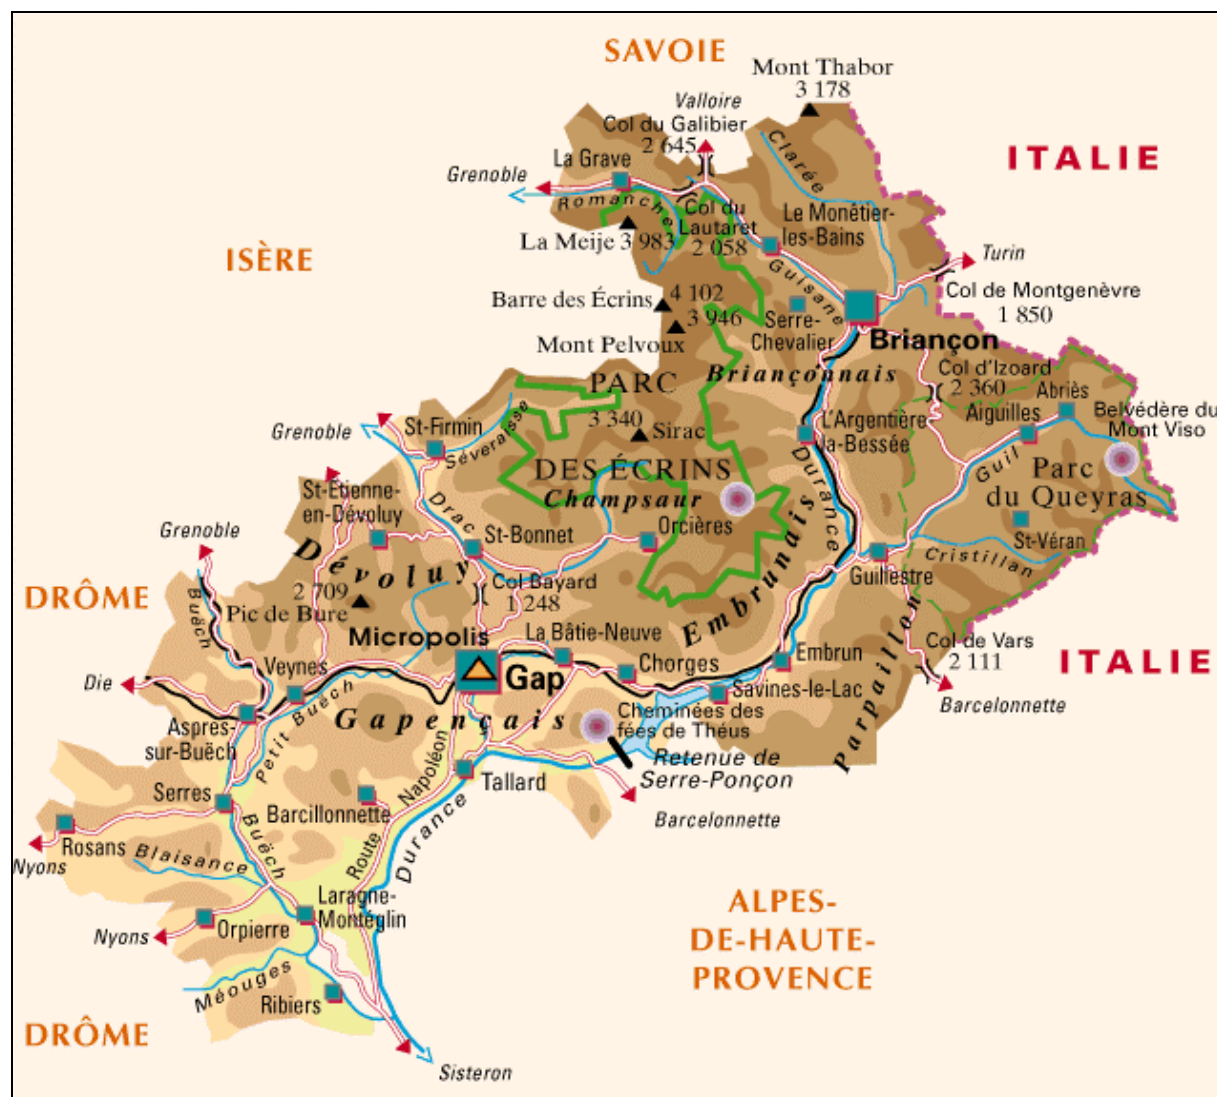 SAVOIE
Mont Thabor
3 178
Valloire
Col du Galibier
2 645
ITALIE
La Grave
Grenoble
Clarée
Romanche
Col du
Lautaret
2 058
Le Monêtier-
les-Bains
La Meije 3 983
ISÈRE
Turin
Guisane
Col de Montgenèvre
1 850
Barre des Écrins
4 102
3 946
Mont Pelvoux
Serre-
Chevalier
Briançon
Briançonnais
Col d'Izoard
2 360
PARC
Abriès
Aiguilles
Belvédère du
Mont Viso
St-Firmin
Séveraisse
3 340
Sirac
L'Argentière
-la-Bessée
Grenoble
DES ÉCRINS
Champsaur
Durance
Guil
Parc
du Queyras
St-Étienne-
en-Dévoluy
Drac
St-Bonnet
Orcières
St-Véran
Cristillan
Grenoble
Dévoluy
Embrunais
Guillestre
DRÔME
Buëch
2 709
Pic de Bure
Col Bayard
1 248
Micropolis
La Bâtie-Neuve
Parpaillon
Col de Vars
2 111
ITALIE
Veynes
Gap
Chorges
Embrun
Die
Savines-le-Lac
Barcelonnette
Petit Buëch
Gapençais
Cheminées des
fées de Théus
Aspres-
sur-Buëch
Retenue de
Serre-Ponçon
Serres
Barcillonnette
Route Napoléon
Tallard
Durance
Barcelonnette
Rosans
Nyons
Blaisance
Buëch
Laragne-
Monteglin
Orpierre
Nyons
ALPES-
DE-HAUTE-
PROVENCE
Méouges
Ribiers
DRÔME
Sisteron